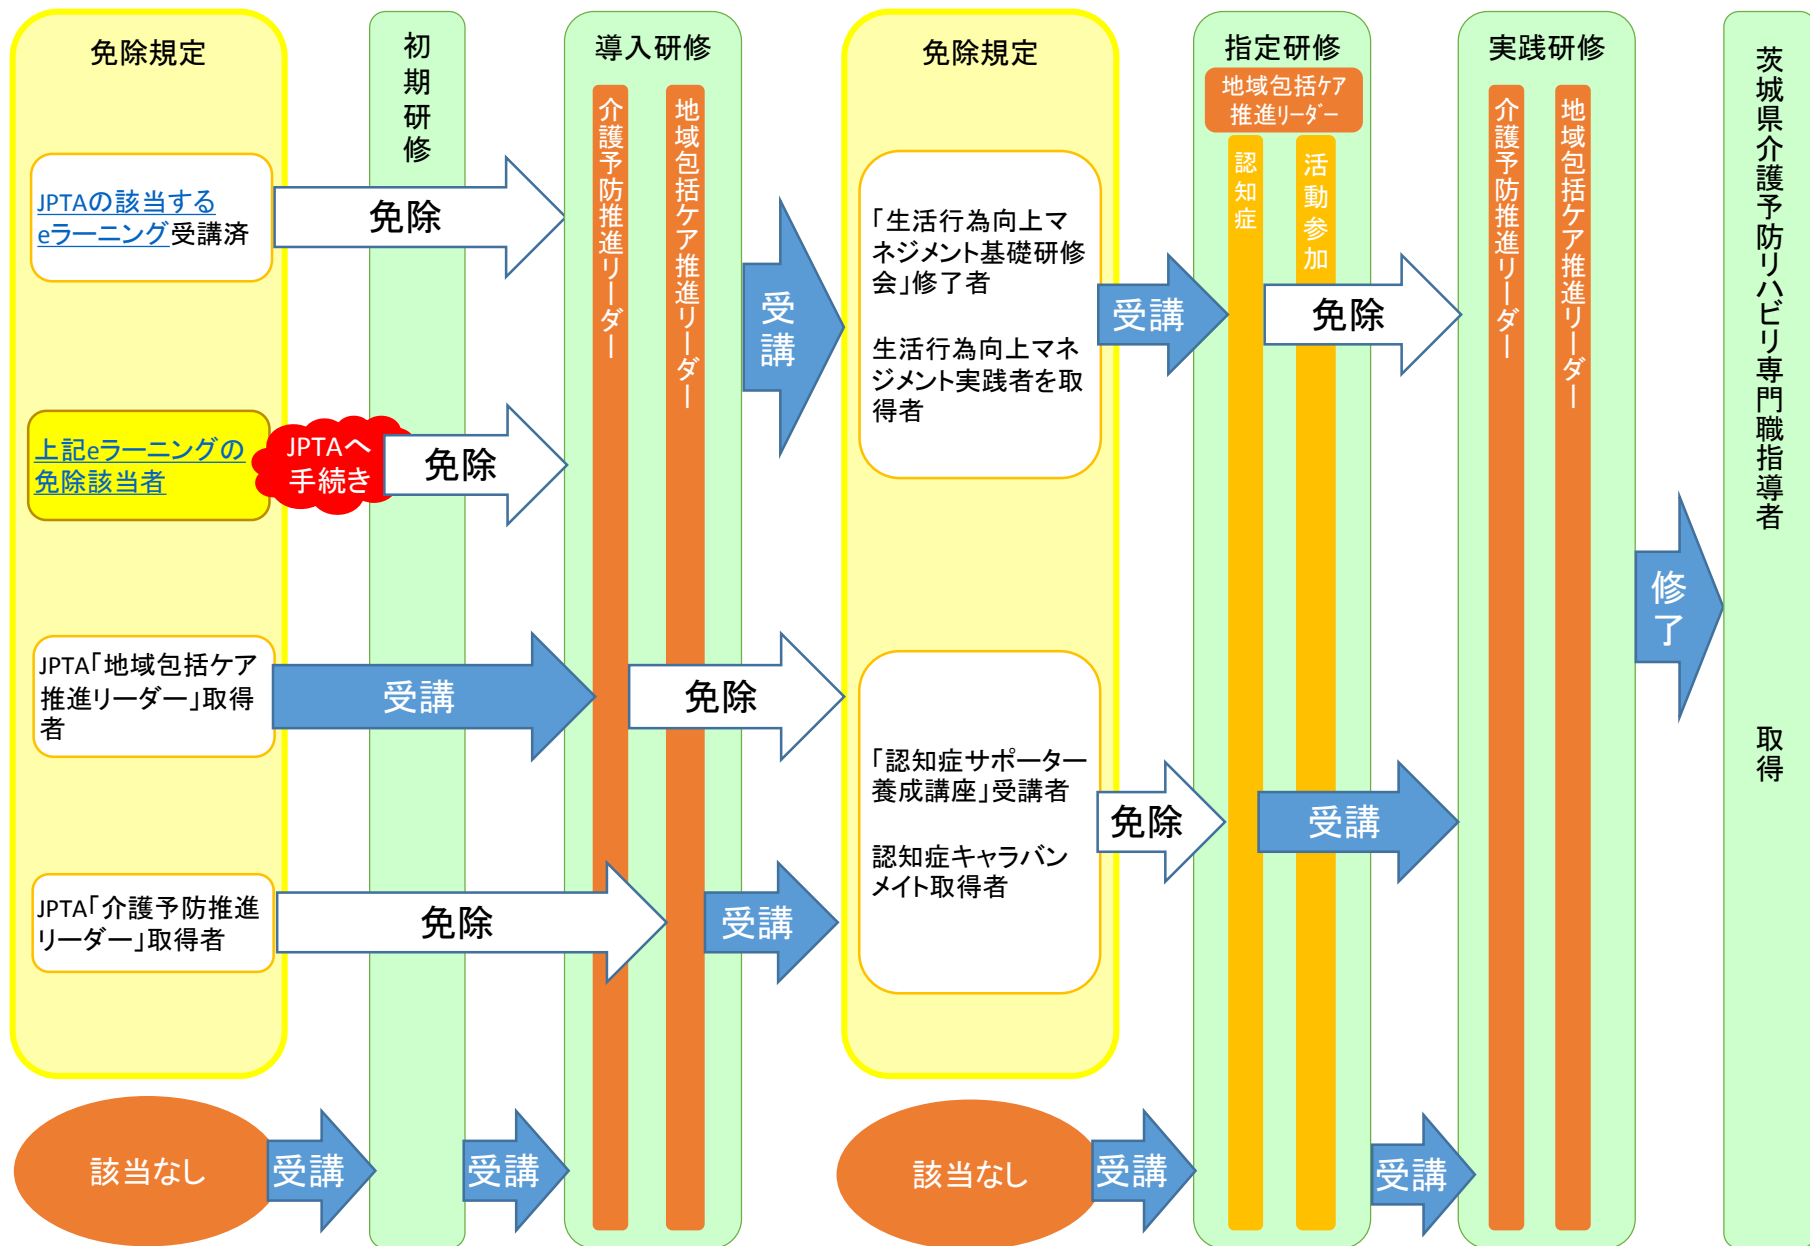 免除規定
JPTAの該当する
eラーニング受講済
上記eラーニングの
免除該当者
JPTAへ
手続き
JPTA「地域包括ケア
推進リーダー」取得
者
JPTA「介護予防推進
リーダー」取得者
該当なし
初期研修
免除
免除
受講
免除
受講
受講
導入研修
介護予防推進リーダー
地域包括ケア推進リーダー
受講
免除
受講
免除規定
「生活行為向上マ
ネジメント基礎研修
会」修了者
生活行為向上マネ
ジメント実践者を取
得者
「認知症サポーター
養成講座」受講者
認知症キャラバン
メイト取得者
該当なし
受講
免除
受講
指定研修
地域包括ケア
推進リーダー
認知症
活動参加
免除
受講
受講
実践研修
介護予防推進リーダー
地域包括ケア推進リーダー
修了
茨城県介護予防リハビリ専門職指導者
取得